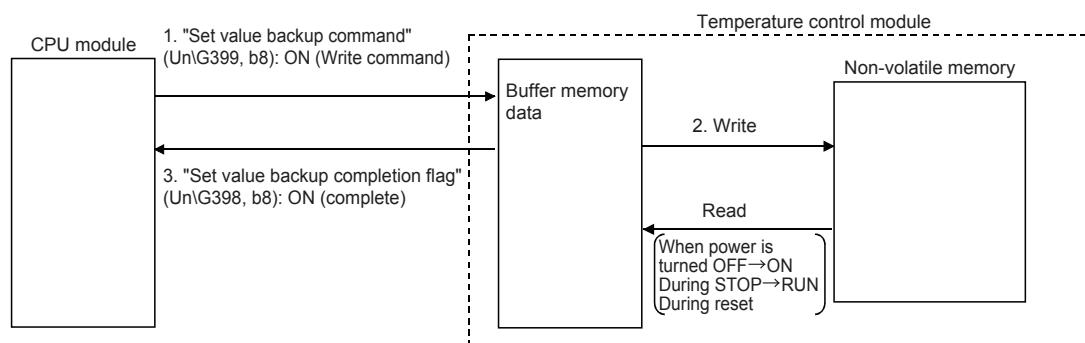 Temperature control module
CPU module
1. "Set value backup command"
(Un\G399, b8): ON (Write command)
Buffer memory
data
Non-volatile memory
2. Write
3. "Set value backup completion flag"
(Un\G398, b8): ON (complete)
Read
When power is
turned OFF→ON
During STOP→RUN
During reset